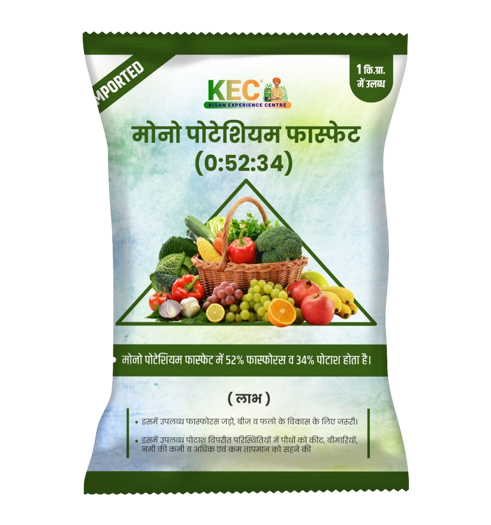 IMPORTED
1 कि.ग्रा.
में उलब्ध
KEC
KISAN EXPERIENCE CENTRE
मोनो पोटेशियम फास्फेट
(0:52:34)
• मोनो पोटेशियम फास्फेट में 52% फास्फोरस व 34% पोटाश होता है।
( लाभ )
• इसमें उपलब्ध फास्फोरस जड़ो, बीज व फलो के विकास के लिए जरूरी।
• इसमें उपलब्ध पोटाश विपरीत परिस्थितियों में पोधों को कीट, बीमारियाँ,
नमी की कमी व अधिक एवं कम तापमान को सहने की